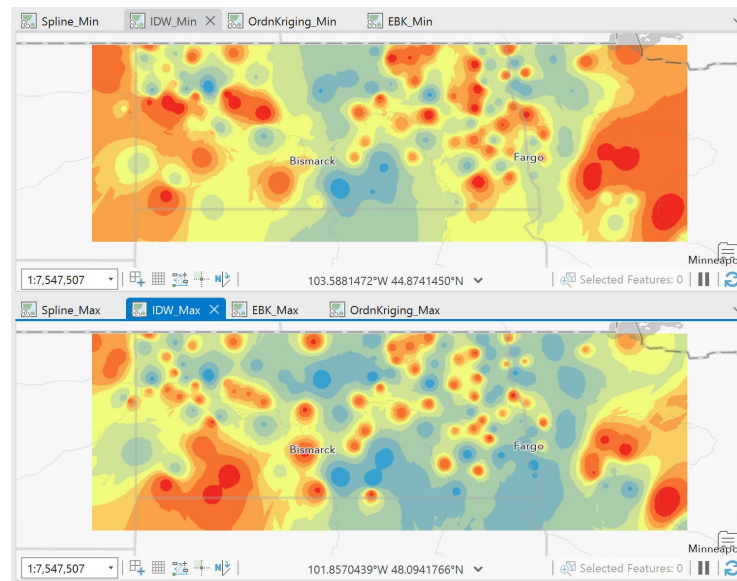 Spline_Min IDW_Min OrdnKriging_Min EBK_Min
Bismarck Fargo
1:7,547,507 103.5881472°W 44.8741450°N Selected Features: 0
Spline_Max IDW_Max EBK_Max OrdnKriging_Max
Bismarck Fargo
1:7,547,507 101.8570439°W 48.0941766°N Selected Features: 0